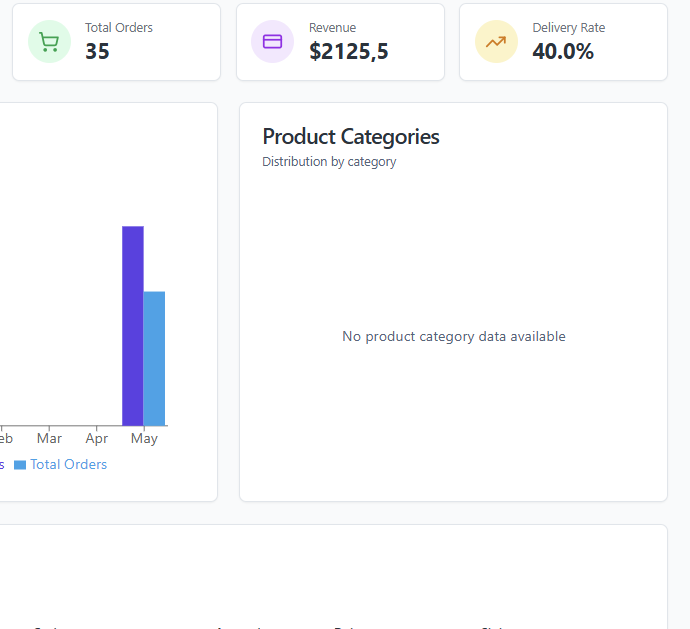 Total Orders
35
Revenue
$2125,5
Delivery Rate
40.0%
Product Categories
Distribution by category
No product category data available
Mar
Apr
May
Total Orders